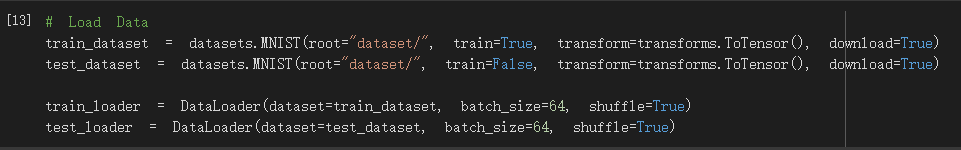 [13] # Load Data
train_dataset = datasets.MNIST(root="dataset/", train=True, transform=transforms.ToTensor(), download=True)
test_dataset = datasets.MNIST(root="dataset/", train=False, transform=transforms.ToTensor(), download=True)
train_loader = DataLoader(dataset=train_dataset, batch_size=64, shuffle=True)
test_loader = DataLoader(dataset=test_dataset, batch_size=64, shuffle=True)